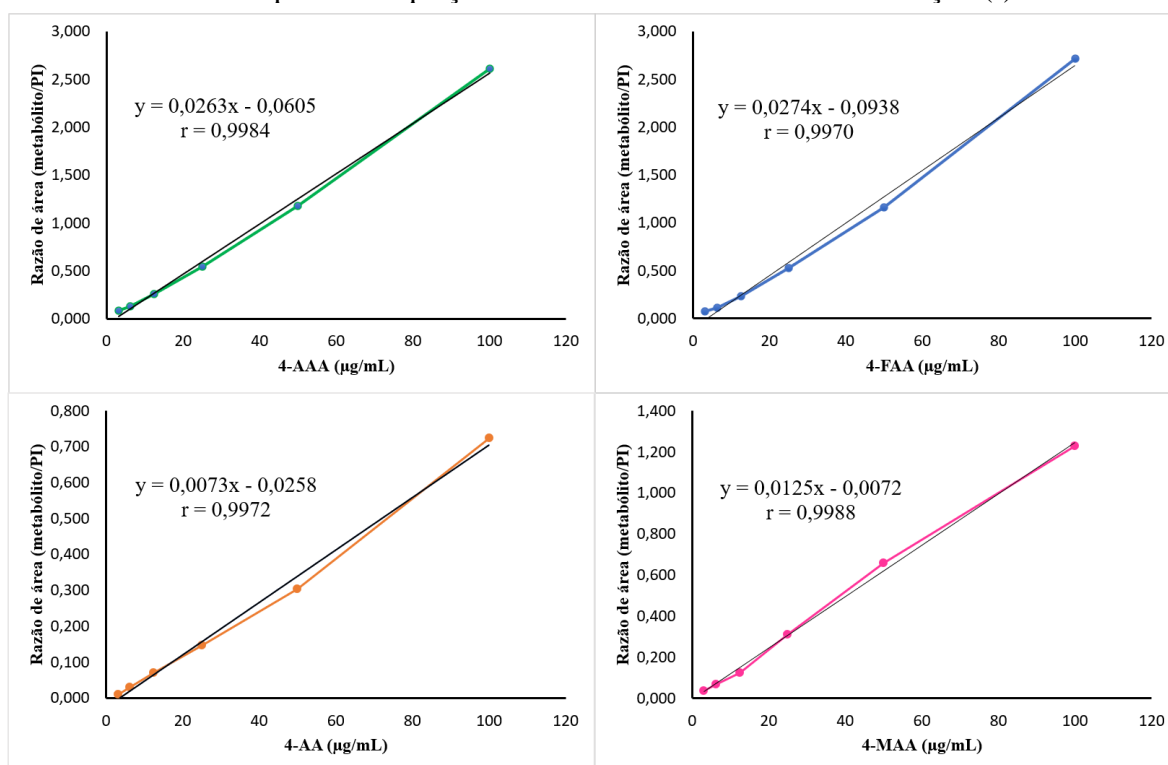 3,000
2,500
2,000
1,500
1,000
0,500
0,000
Razão de área (metabólito/PI)
y = 0,0263x - 0,0605
r = 0,9984
0 20 40 60 80 100 120
4-AAA (µg/mL)
3,000
2,500
2,000
1,500
1,000
0,500
0,000
Razão de área (metabólito/PI)
y = 0,0274x - 0,0938
r = 0,9970
0 20 40 60 80 100 120
4-FAA (µg/mL)
0,800
0,700
0,600
0,500
0,400
0,300
0,200
0,100
0,000
Razão de área (metabólito/PI)
y = 0,0073x - 0,0258
r = 0,9972
0 20 40 60 80 100 120
4-AA (µg/mL)
1,400
1,200
1,000
0,800
0,600
0,400
0,200
0,000
Razão de área (metabólito/PI)
y = 0,0125x - 0,0072
r = 0,9988
0 20 40 60 80 100 120
4-MAA (µg/mL)